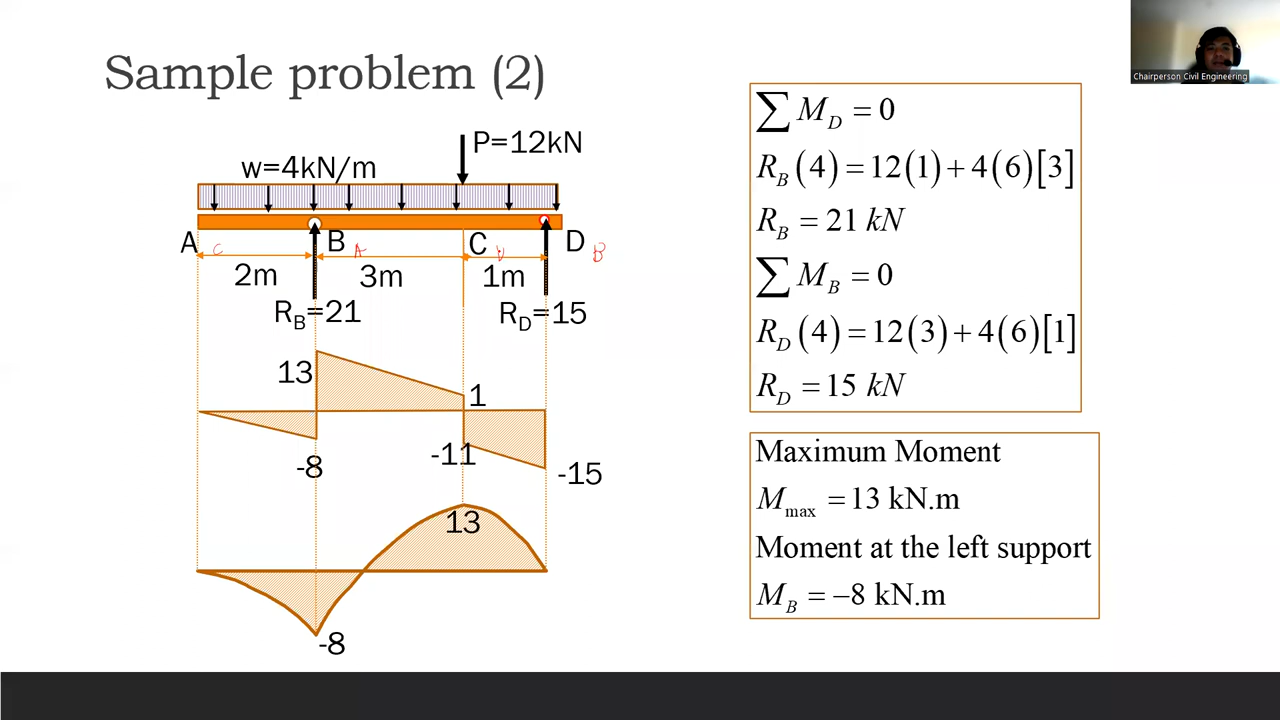 Chairperson Civil Engineering
Sample problem (2)
P=12kN
w=4kN/m
A C B A C D B
2m 3m 1m
R_B=21 R_D=15
13
1
-8
-11
-15
13
-8
∑ M_D = 0
R_B (4) = 12(1) + 4(6)[3]
R_B = 21 kN
∑ M_B = 0
R_D (4) = 12(3) + 4(6)[1]
R_D = 15 kN
Maximum Moment
M_max = 13 kN.m
Moment at the left support
M_B = −8 kN.m